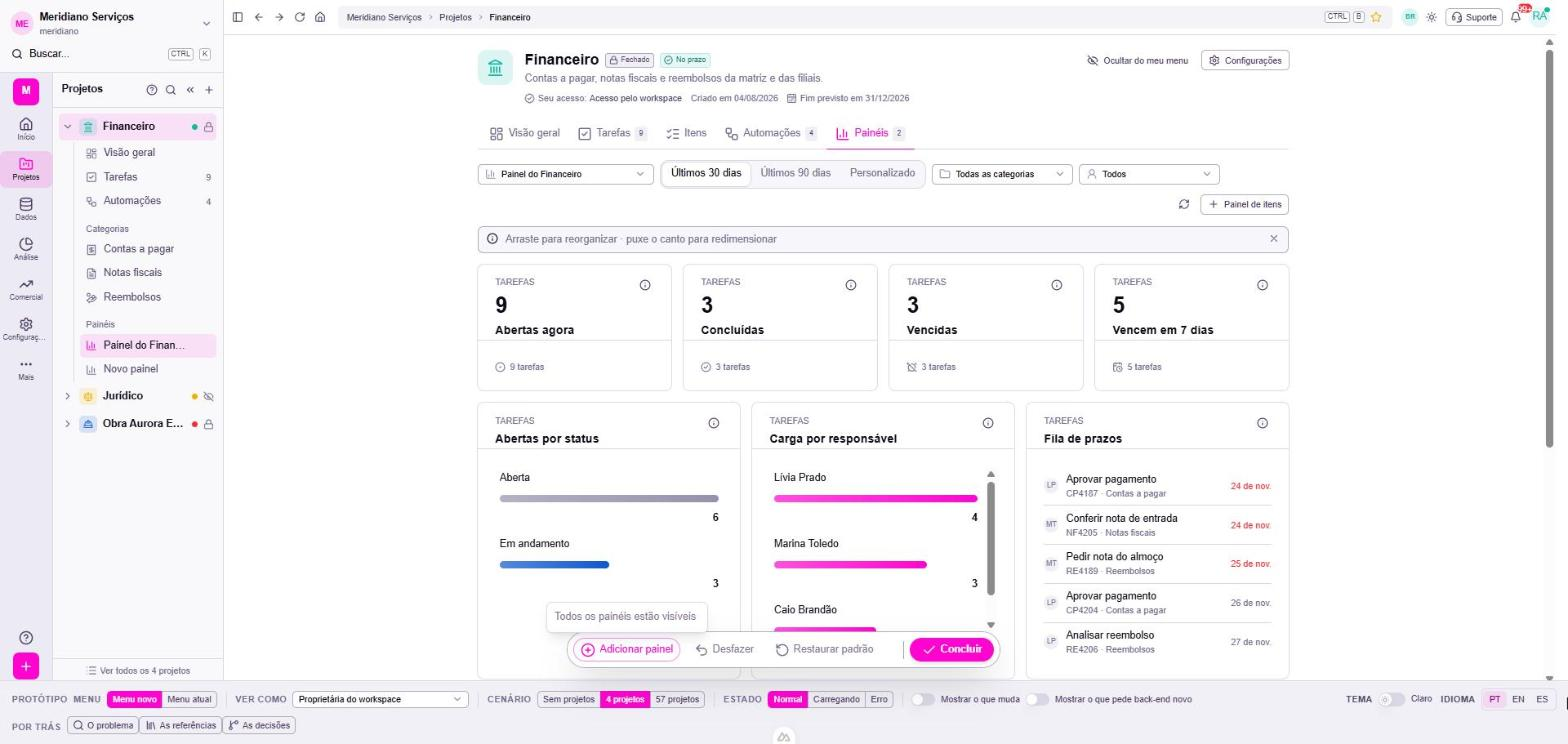 ME
Meridiano Serviços
meridiano
Buscar...
CTRL
K
Meridiano Serviços
Projetos
Financeiro
CTRL
B
BR
Suporte
99+
RA
M
Início
Projetos
Dados
Análise
Comercial
Configuraç...
Mais
Projetos
Financeiro
Visão geral
Tarefas
9
Automações
4
Categorias
Contas a pagar
Notas fiscais
Reembolsos
Painéis
Painel do Finan...
Novo painel
Jurídico
Obra Aurora E...
Ver todos os 4 projetos
Financeiro
Fechado
No prazo
Contas a pagar, notas fiscais e reembolsos da matriz e das filiais.
Seu acesso: Acesso pelo workspace
Criado em 04/08/2026
Fim previsto em 31/12/2026
Ocultar do meu menu
Configurações
Visão geral
Tarefas
9
Itens
Automações
4
Painéis
2
Painel do Financeiro
Últimos 30 dias
Últimos 90 dias
Personalizado
Todas as categorias
Todos
Painel de itens
Arraste para reorganizar · puxe o canto para redimensionar
TAREFAS
9
Abertas agora
9 tarefas
TAREFAS
3
Concluídas
3 tarefas
TAREFAS
3
Vencidas
3 tarefas
TAREFAS
5
Vencem em 7 dias
5 tarefas
TAREFAS
Abertas por status
Aberta
6
Em andamento
3
TAREFAS
Carga por responsável
Lívia Prado
4
Marina Toledo
3
Caio Brandão
TAREFAS
Fila de prazos
LP
Aprovar pagamento
CP4187 · Contas a pagar
24 de nov.
MT
Conferir nota de entrada
NF4205 · Notas fiscais
24 de nov.
MT
Pedir nota do almoço
RE4189 · Reembolsos
25 de nov.
LP
Aprovar pagamento
CP4204 · Contas a pagar
26 de nov.
LP
Analisar reembolso
RE4206 · Reembolsos
27 de nov.
Todos os painéis estão visíveis
Adicionar painel
Desfazer
Restaurar padrão
Concluir
PROTÓTIPO
MENU
Menu novo
Menu atual
VER COMO
Proprietária do workspace
CENÁRIO
Sem projetos
4 projetos
57 projetos
ESTADO
Normal
Carregando
Erro
Mostrar o que muda
Mostrar o que pede back-end novo
TEMA
Claro
IDIOMA
PT
EN
ES
POR TRÁS
O problema
As referências
As decisões